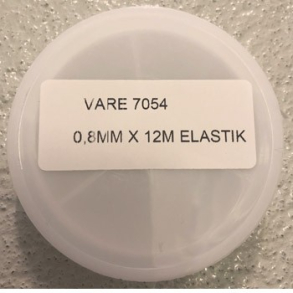 VARE 7054
0,8MM X 12M ELASTIK